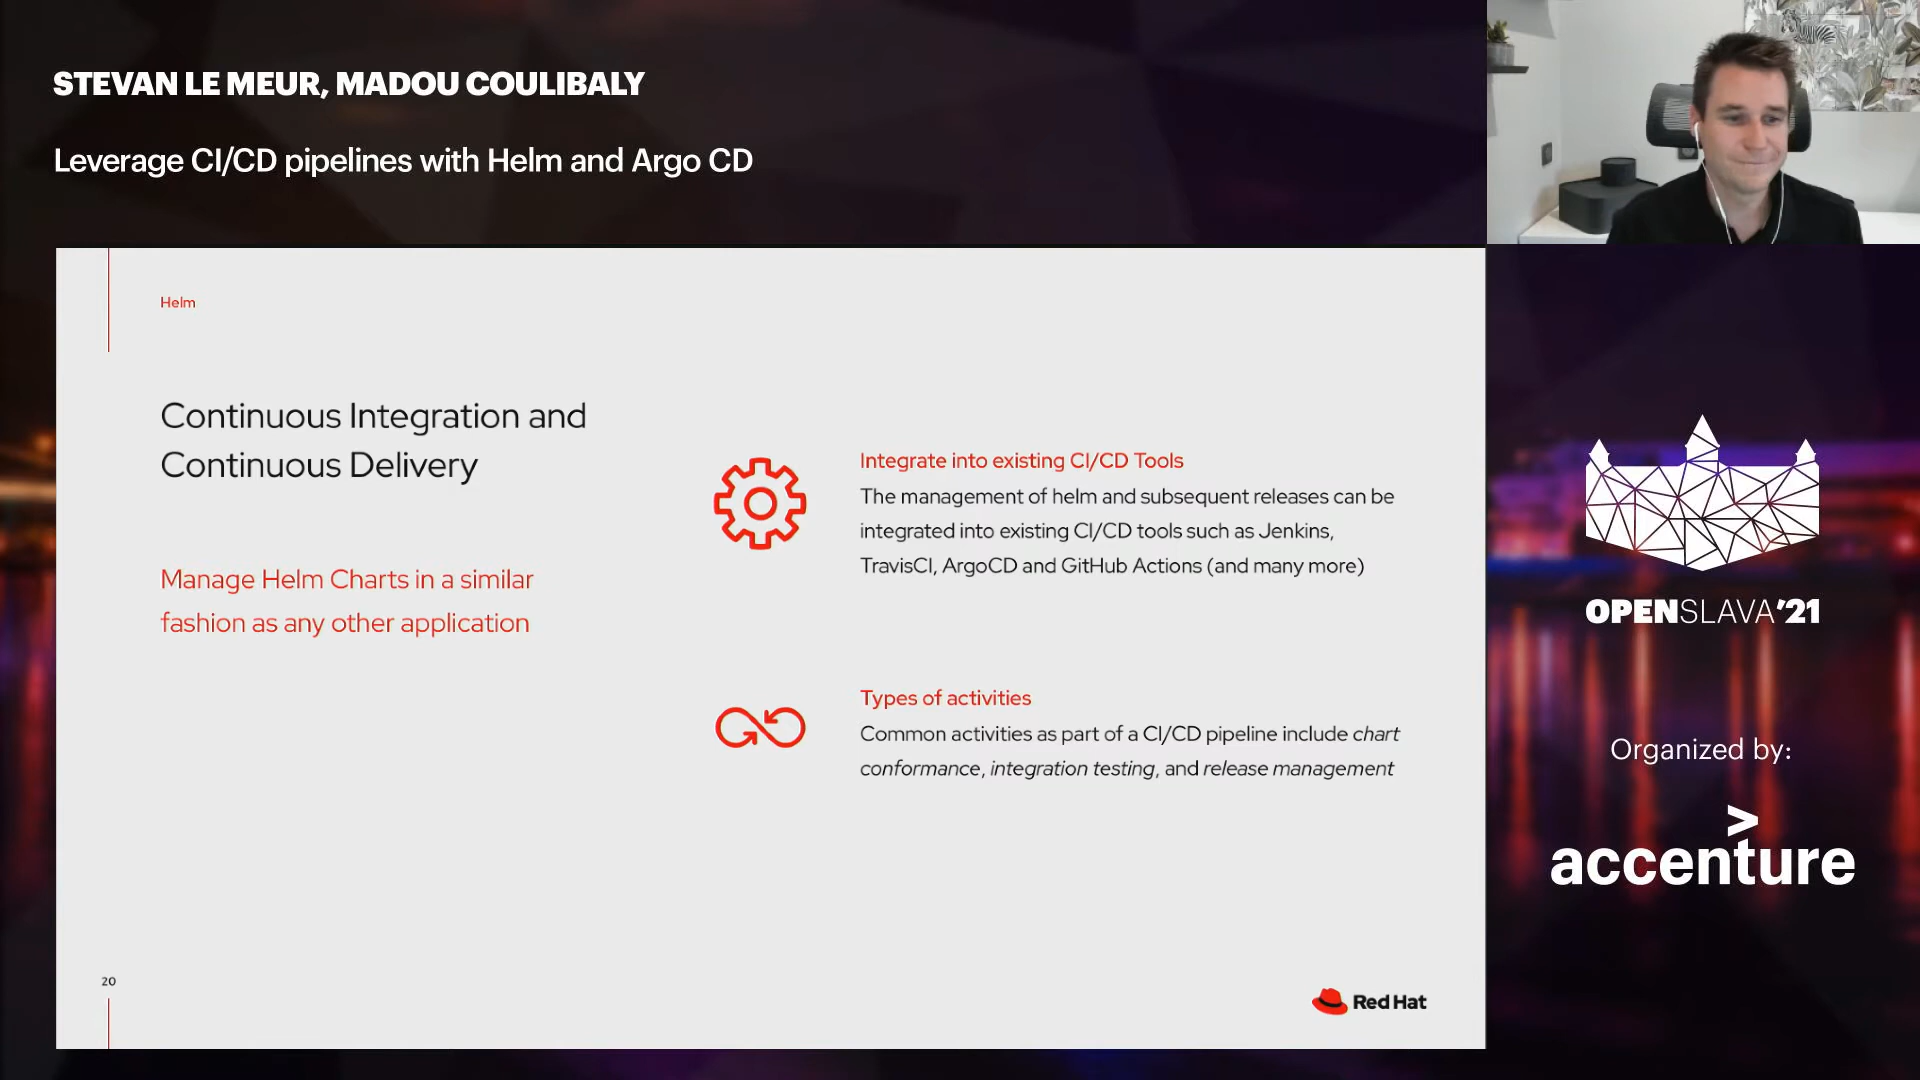 STEVAN LE MEUR, MADOU COULIBALY
Leverage CI/CD pipelines with Helm and Argo CD
Helm
Continuous Integration and
Continuous Delivery
Manage Helm Charts in a similar
fashion as any other application
Integrate into existing CI/CD Tools
The management of helm and subsequent releases can be
integrated into existing CI/CD tools such as Jenkins,
TravisCI, ArgoCD and GitHub Actions (and many more)
Types of activities
Common activities as part of a CI/CD pipeline include chart
conformance, integration testing, and release management
20
Red Hat
OPENSLAVA'21
Organized by:
accenture